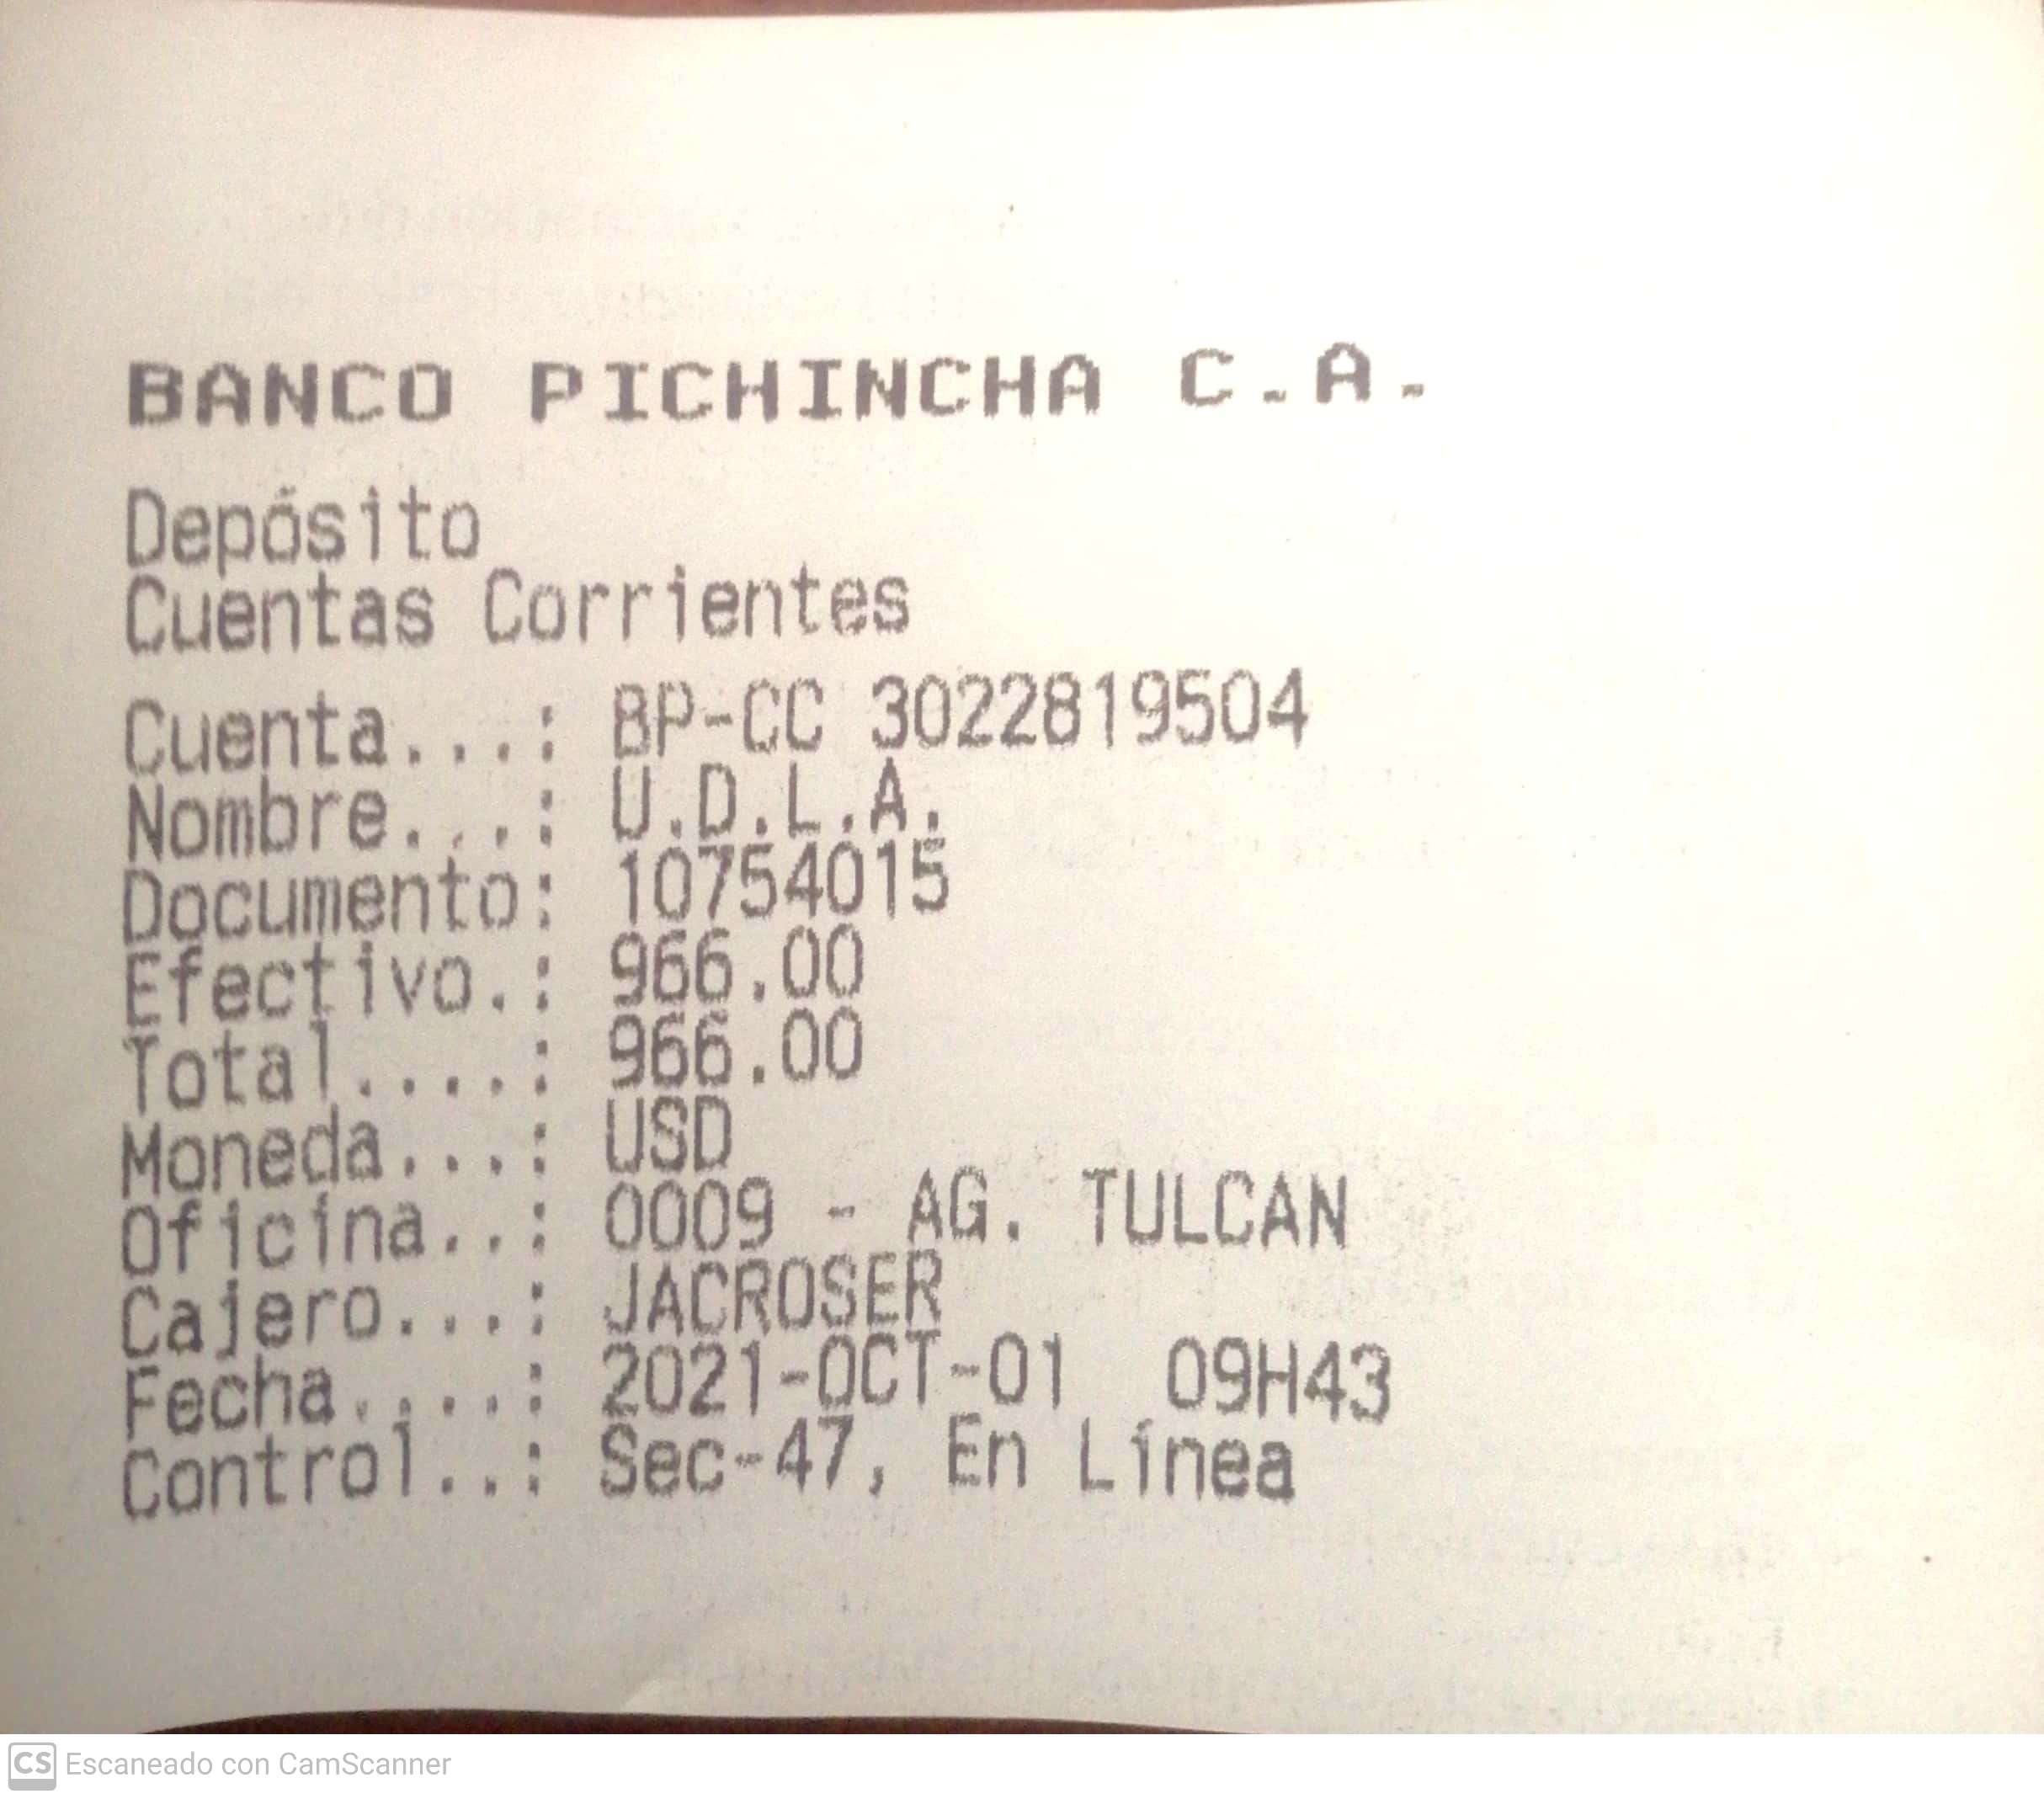 BANCO PICHINCHA C.A.
Depósito
Cuentas Corrientes
Cuenta...: BP-CC 3022819504
Nombre...: U.D.L.A.
Documento: 10754015
Efectivo.: 966.00
Total....: 966.00
Moneda...: USD
Oficina..: 0009 - AG. TULCAN
Cajero...: JACROSER
Fecha....: 2021-OCT-01 09H43
Control..: Sec-47, En Línea
CS Escaneado con CamScanner